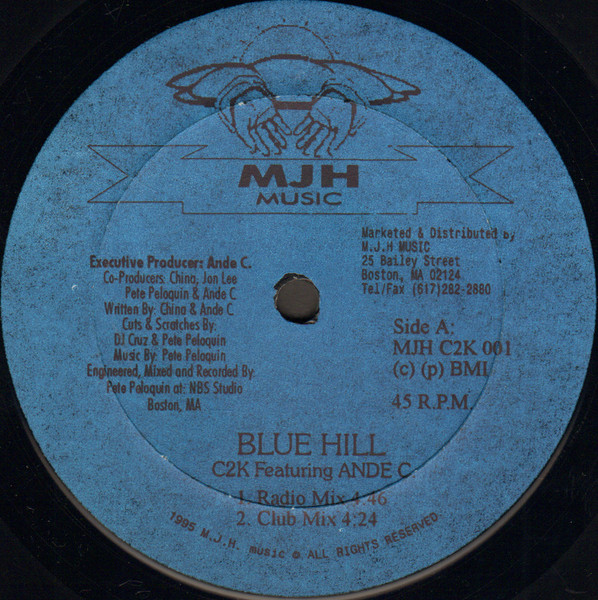 MJH
MUSIC
Marketed & Distributed by
M.J.H MUSIC
25 Bailey Street
Boston, MA 02124
Tel/Fax (617)282-2880
Executive Producer: Ande C.
Co-Producers: China, Jon Lee
Pete Peloquin & Ande C.
Written By: China & Ande C.
Cuts & Scratches By:
DJ Cruz & Pete Peloquin
Music By: Pete Peloquin
Engineered, Mixed and Recorded By:
Pete Peloquin at: NBS Studio
Boston, MA
Side A:
MJH C2K 001
(c) (p) BMI
45 R.P.M.
BLUE HILL
C2K Featuring ANDE C.
1. Radio Mix 4:46
2. Club Mix 4:24
1995 M.J.H. music © ALL RIGHTS RESERVED